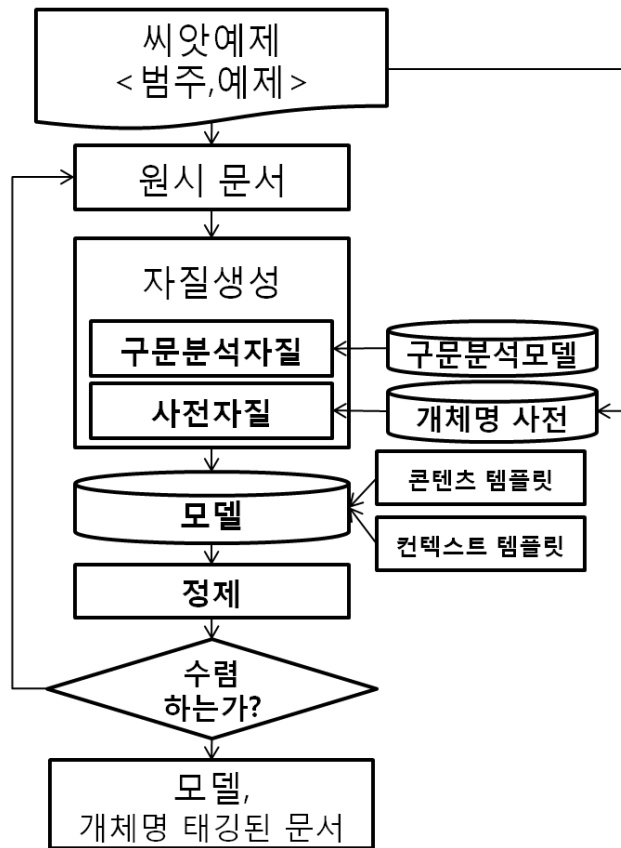 씨앗예제
<범주,예제>
원시 문서
자질생성
구문분석자질
구문분석모델
사전자질
개체명 사전
모델
콘텐츠 템플릿
컨텍스트 템플릿
정제
수렴
하는가?
모델,
개체명 태깅된 문서